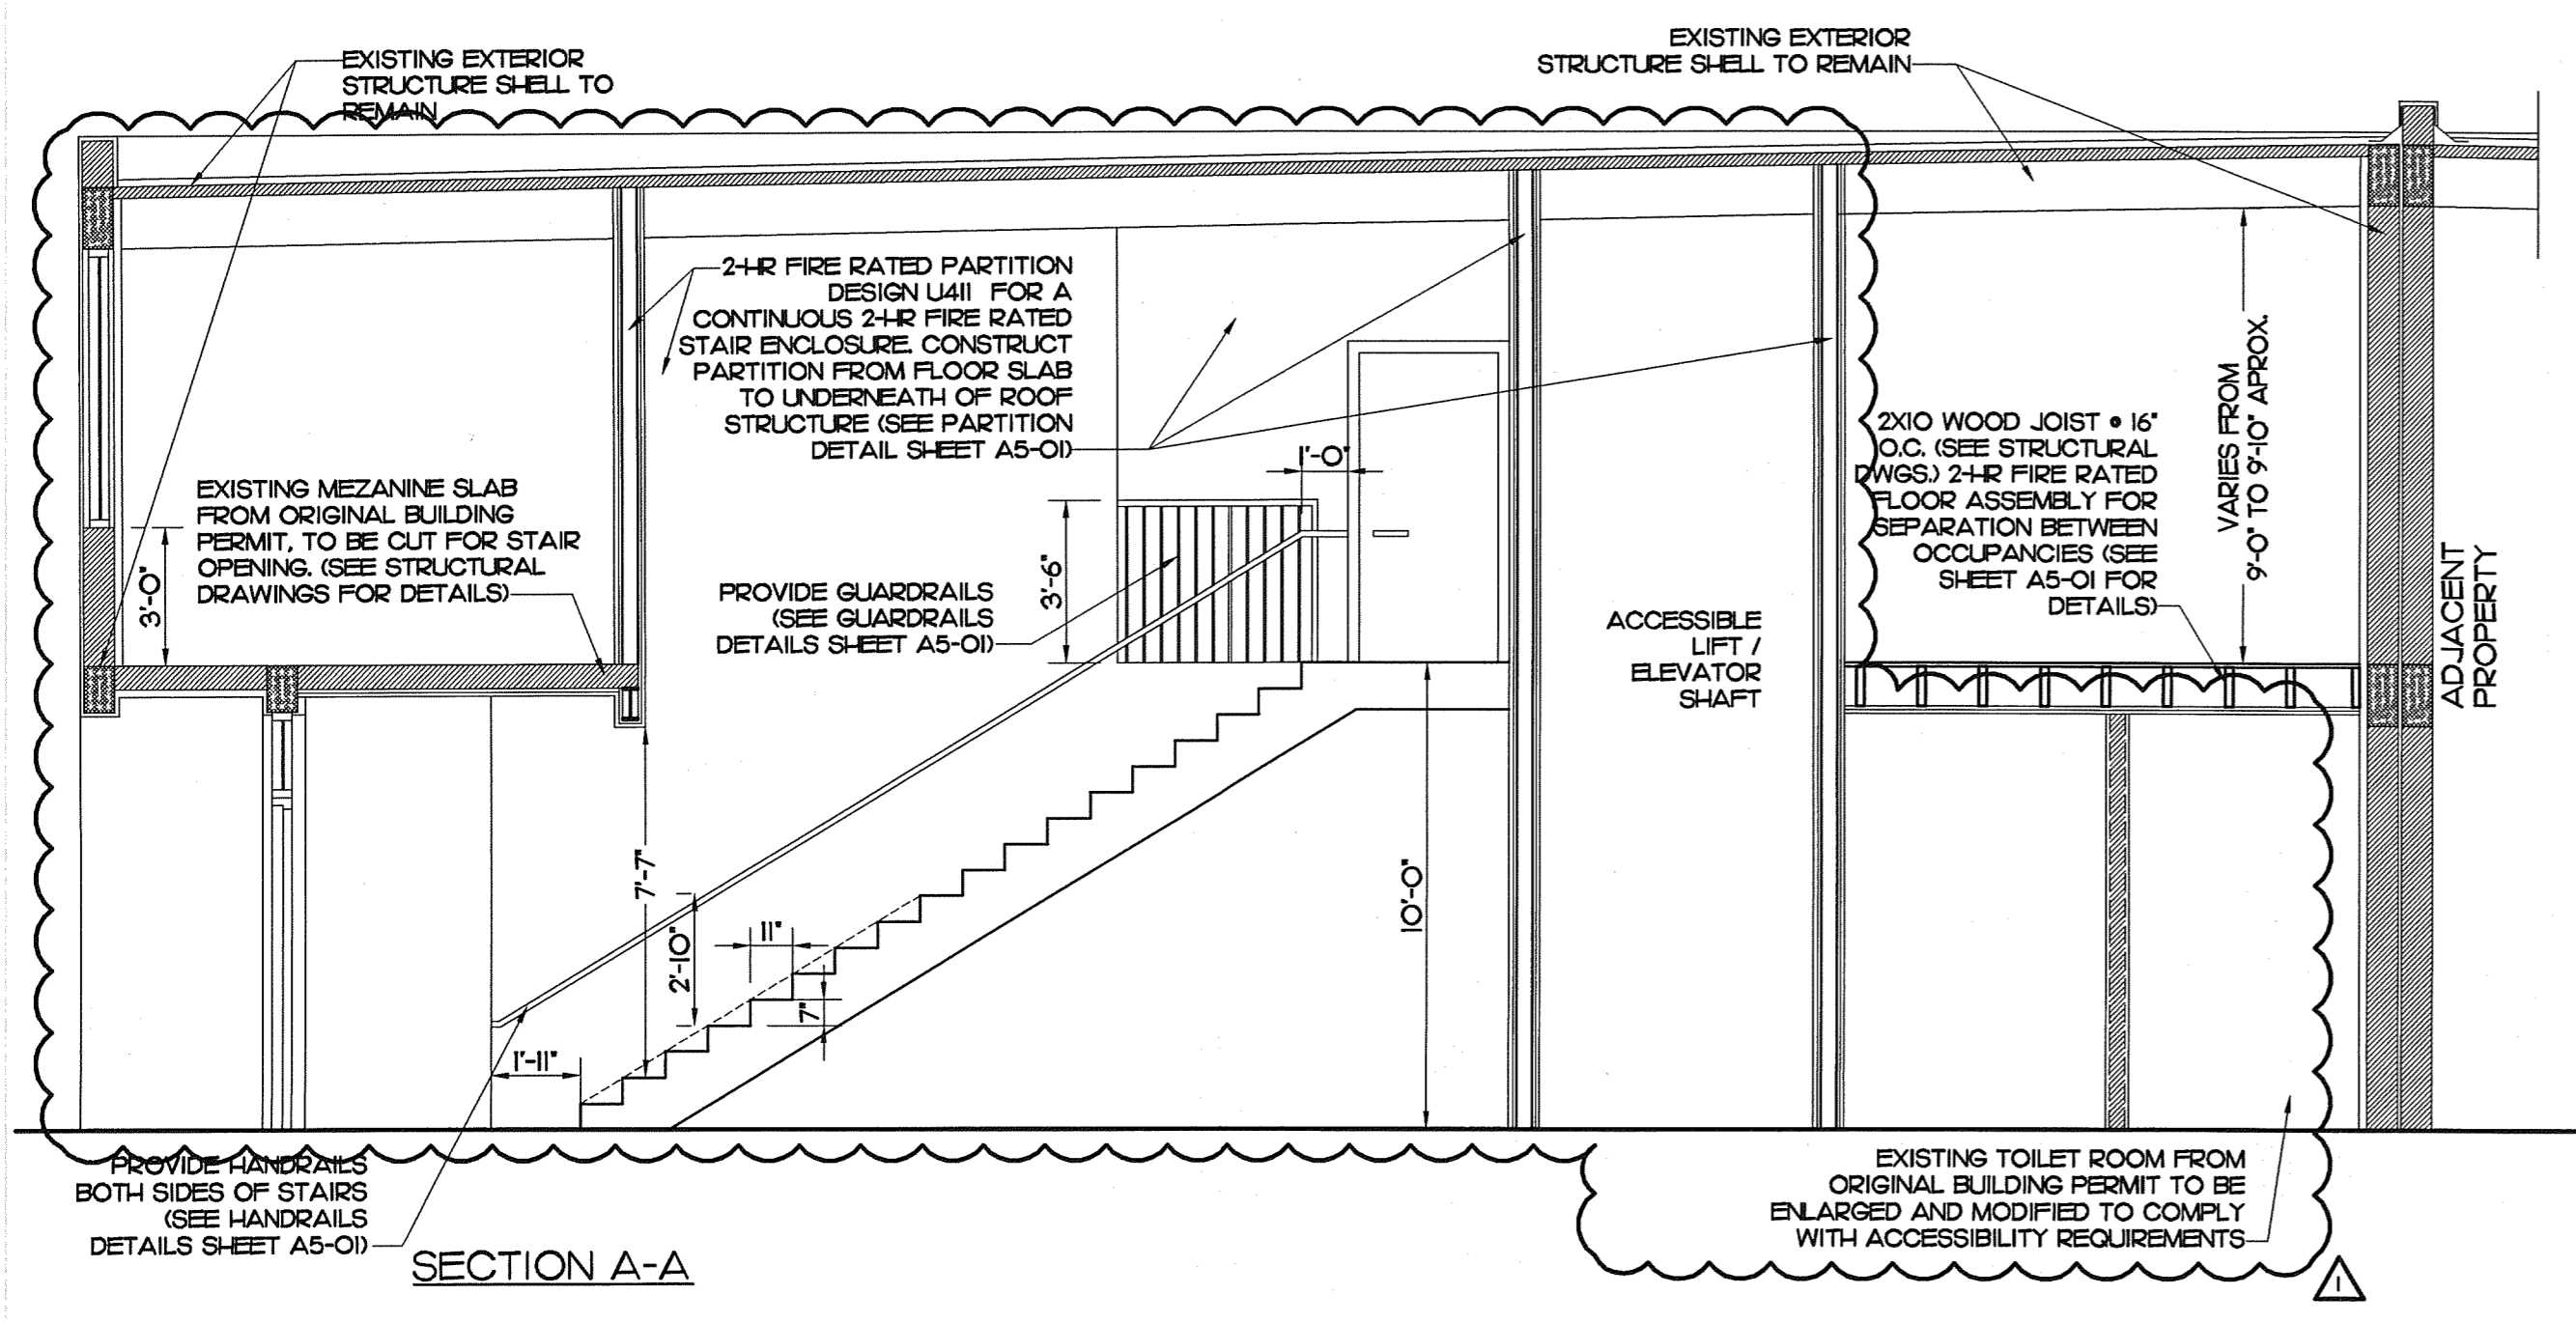 EXISTING EXTERIOR
STRUCTURE SHELL TO
REMAIN
EXISTING EXTERIOR
STRUCTURE SHELL TO REMAIN
2-HR FIRE RATED PARTITION
DESIGN U411 FOR A
CONTINUOUS 2-HR FIRE RATED
STAIR ENCLOSURE. CONSTRUCT
PARTITION FROM FLOOR SLAB
TO UNDERNEATH OF ROOF
STRUCTURE (SEE PARTITION
DETAIL SHEET A5-01)
EXISTING MEZANINE SLAB
FROM ORIGINAL BUILDING
PERMIT, TO BE CUT FOR STAIR
OPENING. (SEE STRUCTURAL
DRAWINGS FOR DETAILS)
3'-0"
PROVIDE GUARDRAILS
(SEE GUARDRAILS
DETAILS SHEET A5-01)
3'-6"
1'-0"
2X10 WOOD JOIST @ 16"
O.C. (SEE STRUCTURAL
DWGS.) 2-HR FIRE RATED
FLOOR ASSEMBLY FOR
SEPARATION BETWEEN
OCCUPANCIES (SEE
SHEET A5-01 FOR
DETAILS)
VARIES FROM
9'-0" TO 9'-10" APROX.
ADJACENT
PROPERTY
ACCESSIBLE
LIFT /
ELEVATOR
SHAFT
7'-7"
2'-10"
11"
7"
1'-11"
10'-0"
PROVIDE HANDRAILS
BOTH SIDES OF STAIRS
(SEE HANDRAILS
DETAILS SHEET A5-01)
SECTION A-A
EXISTING TOILET ROOM FROM
ORIGINAL BUILDING PERMIT TO BE
ENLARGED AND MODIFIED TO COMPLY
WITH ACCESSIBILITY REQUIREMENTS
1